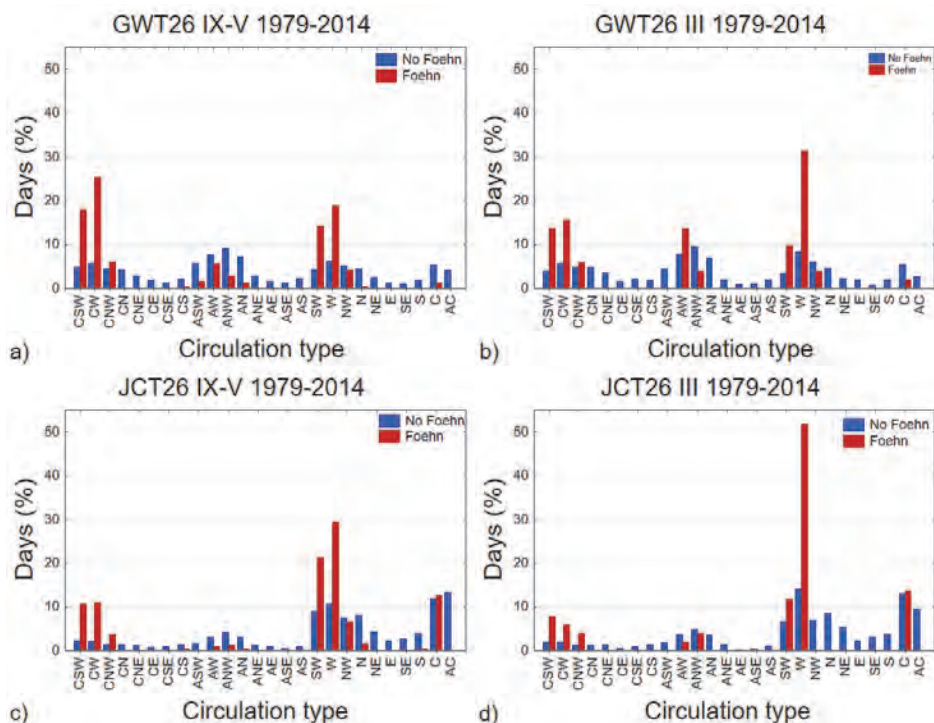 GWT26 IX-V 1979-2014
Days (%)
50
40
30
20
10
0
No Foehn
Foehn
CSW CW CNW CN CNE CE CSE CS ASW AW ANW AN ANE AE ASE AS SW W NW N NE E SE S C AC
a)
Circulation type
GWT26 III 1979-2014
Days (%)
50
40
30
20
10
0
No Foehn
Foehn
CSW CW CNW CN CNE CE CSE CS ASW AW ANW AN ANE AE ASE AS SW W NW N NE E SE S C AC
b)
Circulation type
JCT26 IX-V 1979-2014
Days (%)
50
40
30
20
10
0
No Foehn
Foehn
CSW CW CNW CN CNE CE CSE CS ASW AW ANW AN ANE AE ASE AS SW W NW N NE E SE S C AC
c)
Circulation type
JCT26 III 1979-2014
Days (%)
50
40
30
20
10
0
No Foehn
Foehn
CSW CW CNW CN CNE CE CSE CS ASW AW ANW AN ANE AE ASE AS SW W NW N NE E SE S C AC
d)
Circulation type